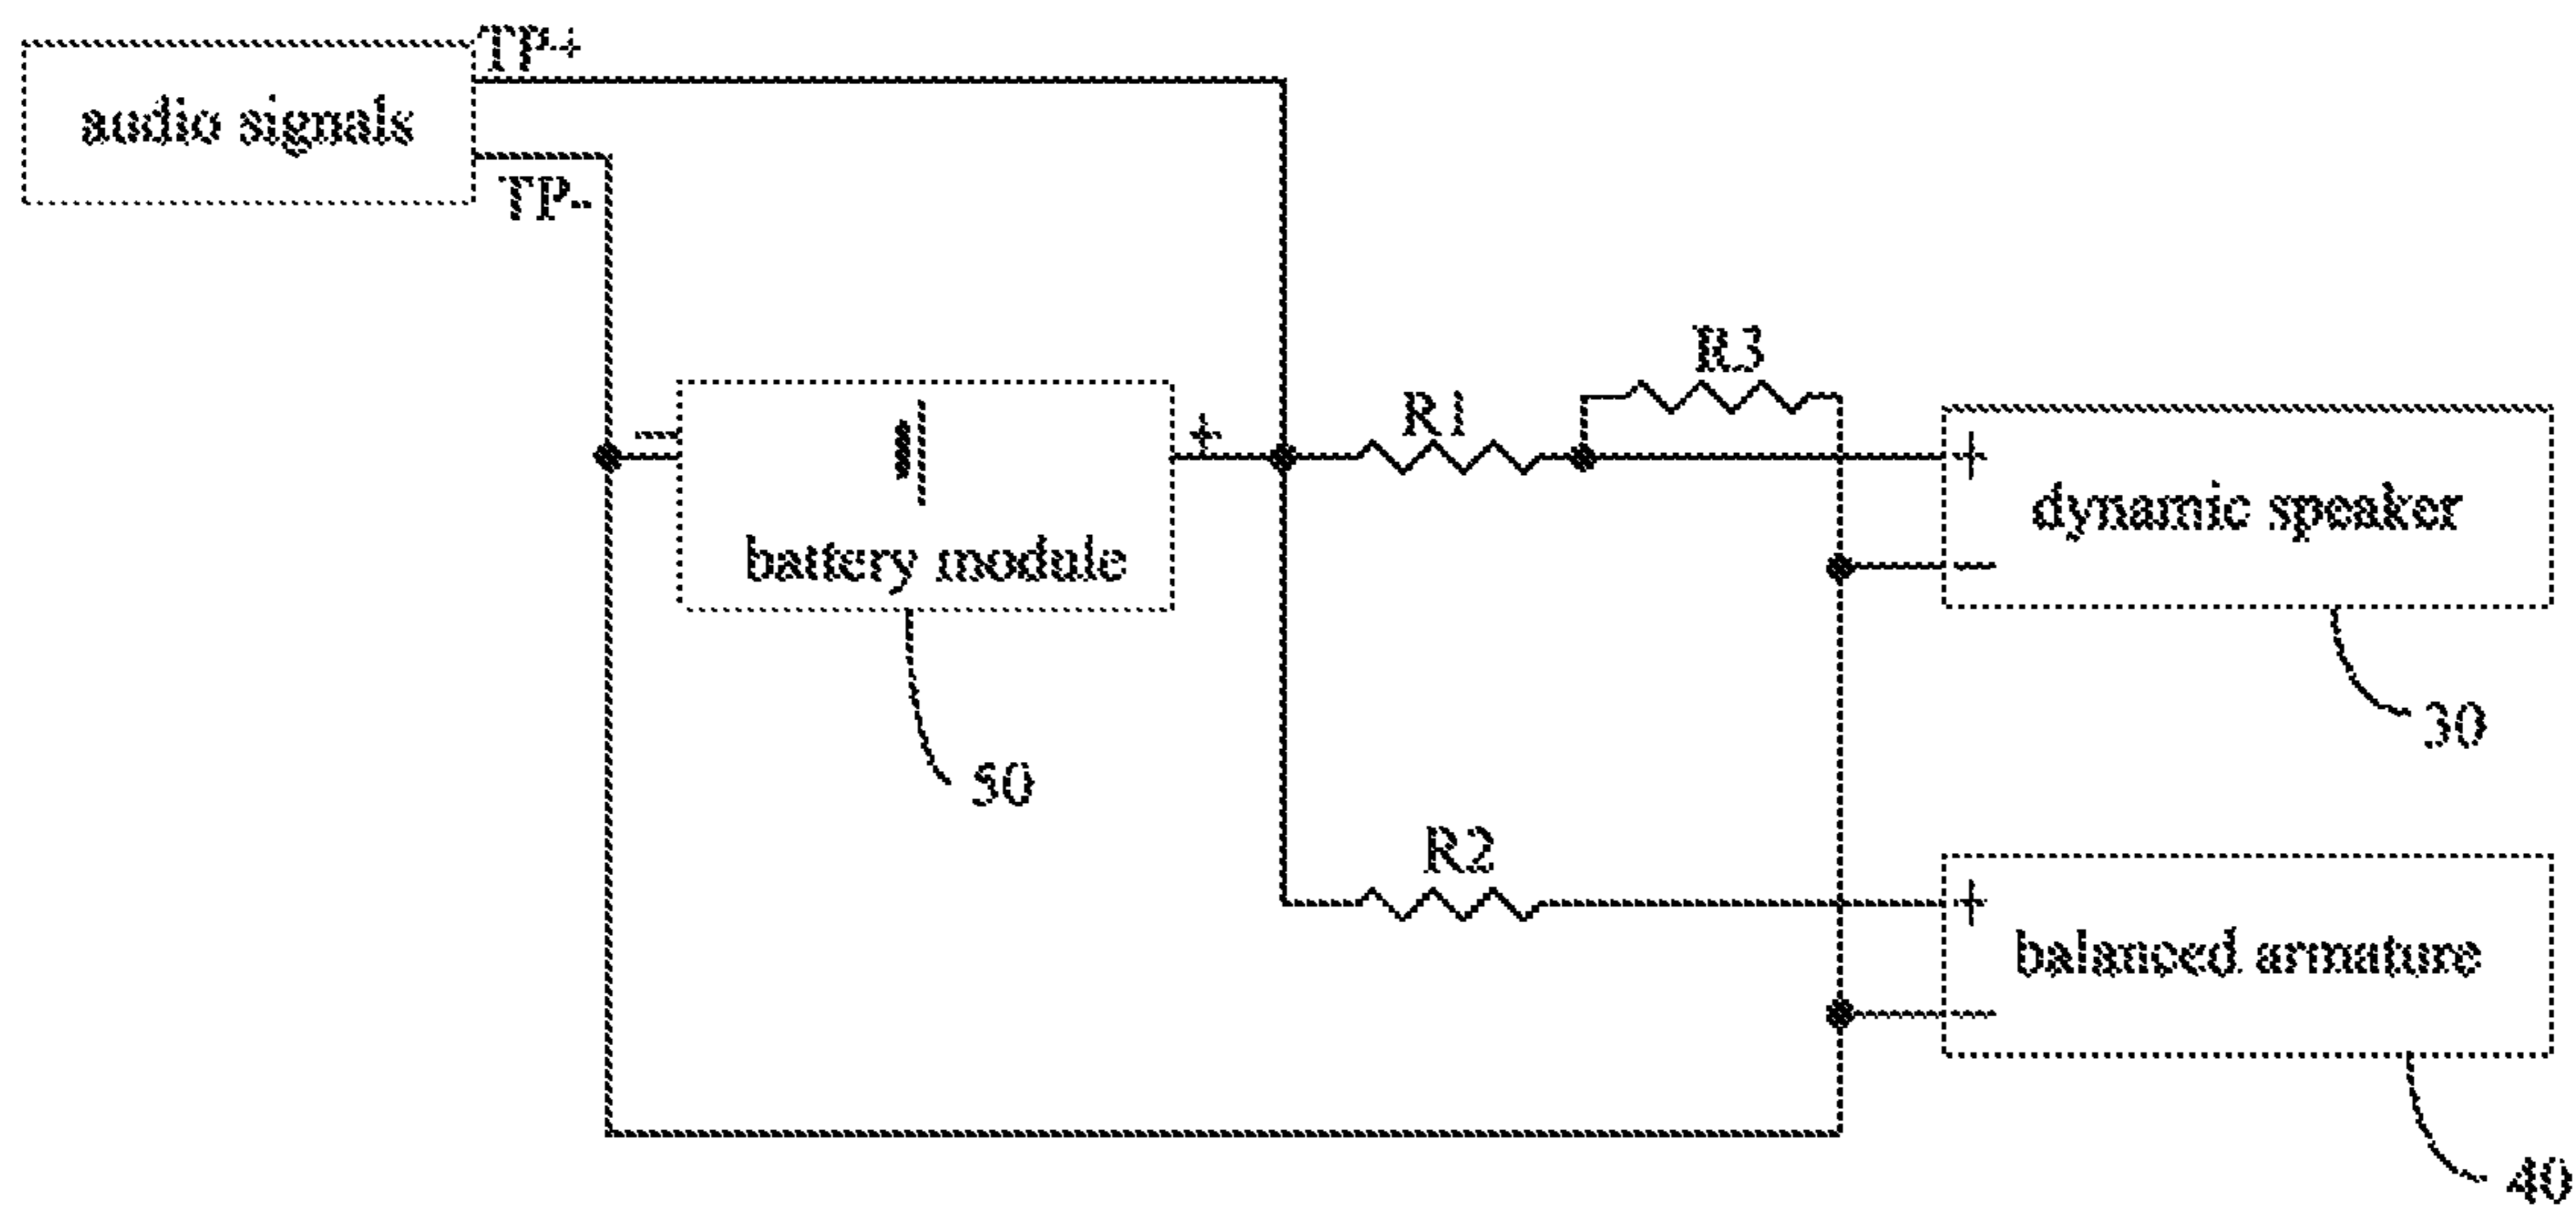 TP+
audio signals
TP-
R3
R1
+
-
+
dynamic speaker
-
battery module
30
50
R2
+
balanced armature
-
40